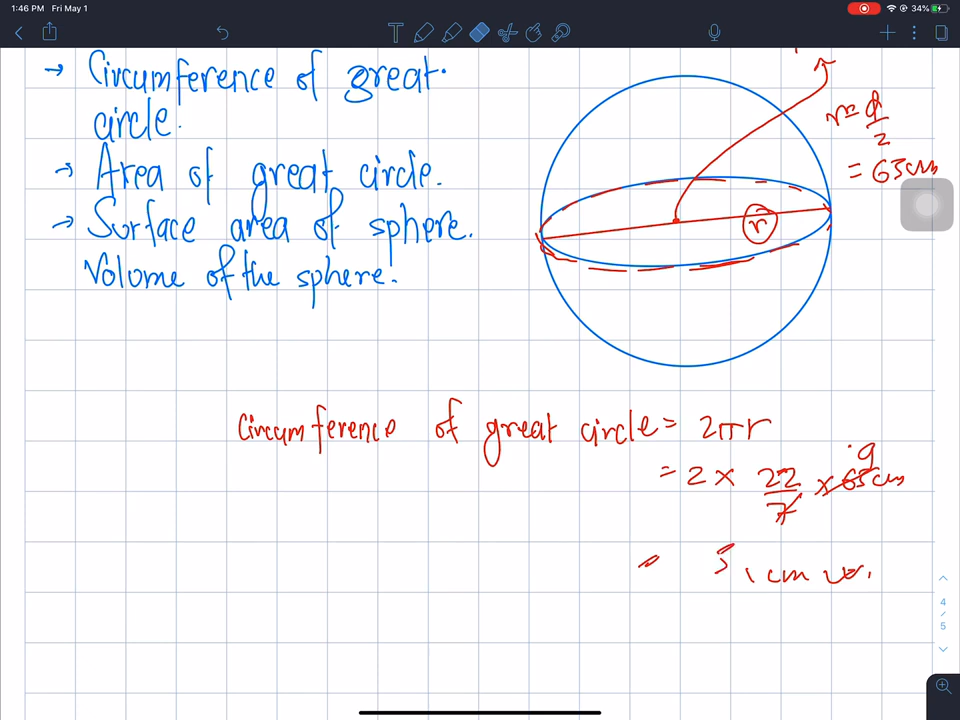 1:46 PM Fri May 1
34%
→ Circumference of great
circle.
→ Area of great circle.
→ Surface area of sphere.
Volume of the sphere.
r = d/2
= 63cm
r
Circumference of great circle = 2πr
= 2 × 22/7 × 63cm
9
=
4
/
5